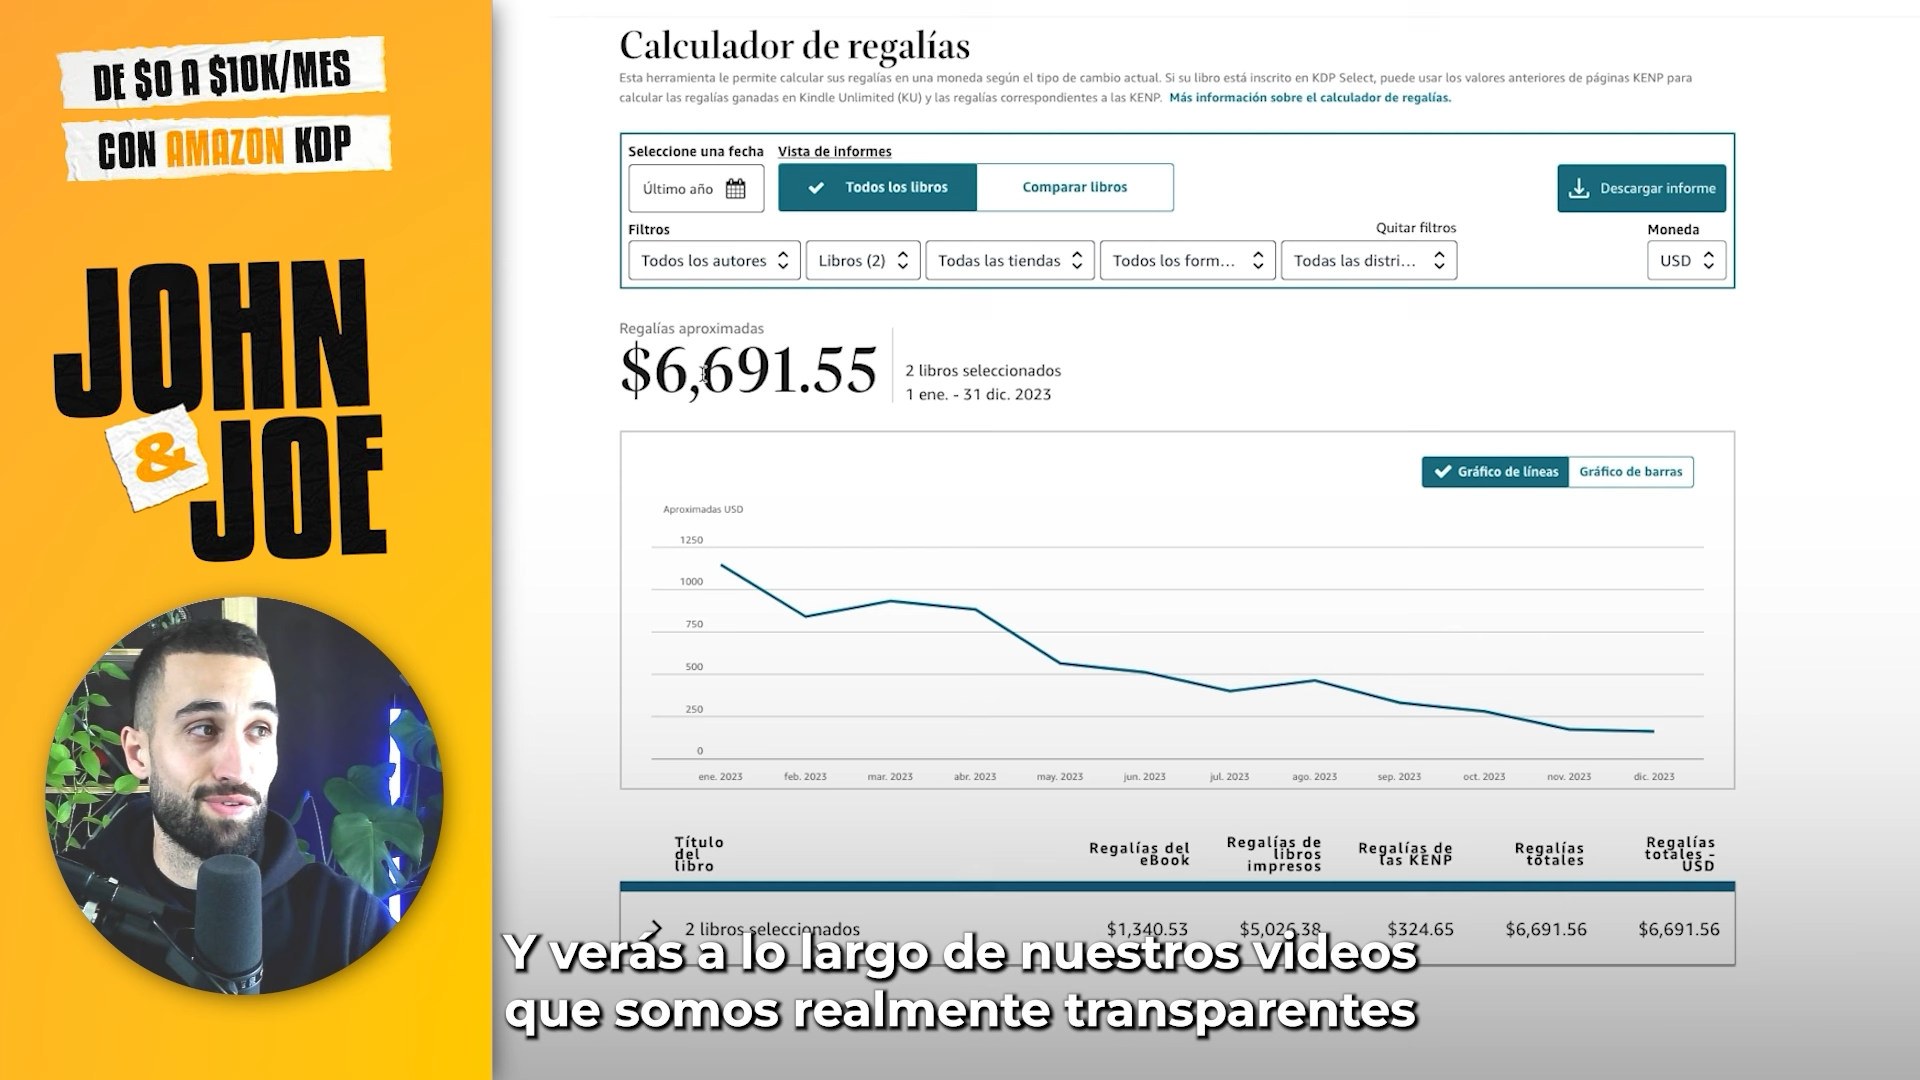 DE $0 A $10K/MES
CON AMAZON KDP
JOHN
&
JOE
Calculador de regalías
Esta herramienta le permite calcular sus regalías en una moneda según el tipo de cambio actual. Si su libro está inscrito en KDP Select, puede usar los valores anteriores de páginas KENP para
calcular las regalías ganadas en Kindle Unlimited (KU) y las regalías correspondientes a las KENP. Más información sobre el calculador de regalías.
Seleccione una fecha Vista de informes
Último año Todos los libros Comparar libros Descargar informe
Filtros Quitar filtros Moneda
Todos los autores Libros (2) Todas las tiendas Todos los form... Todas las distri... USD
Regalías aproximadas
$6,691.55
2 libros seleccionados
1 ene. - 31 dic. 2023
Gráfico de líneas Gráfico de barras
Aproximadas USD
1250
1000
750
500
250
0
ene. 2023 feb. 2023 mar. 2023 abr. 2023 may. 2023 jun. 2023 jul. 2023 ago. 2023 sep. 2023 oct. 2023 nov. 2023 dic. 2023
Título del libro Regalías del eBook Regalías de libros impresos Regalías de las KENP Regalías totales Regalías totales - USD
2 libros seleccionados $1,340.53 $5,026.38 $324.65 $6,691.56 $6,691.56
Y verás a lo largo de nuestros videos
que somos realmente transparentes